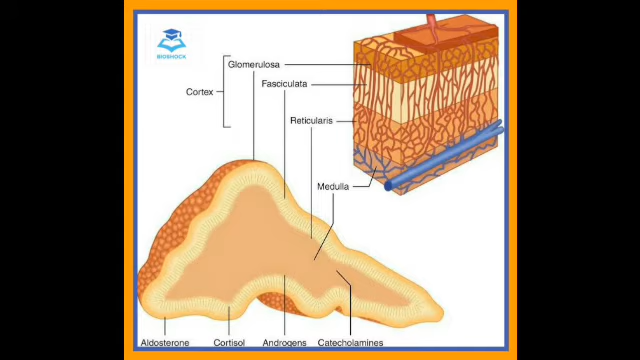 BIOSHOCK
Glomerulosa
Fasciculata
Cortex
Reticularis
Medulla
Aldosterone
Cortisol
Androgens
Catecholamines